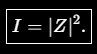 I = |Z|².